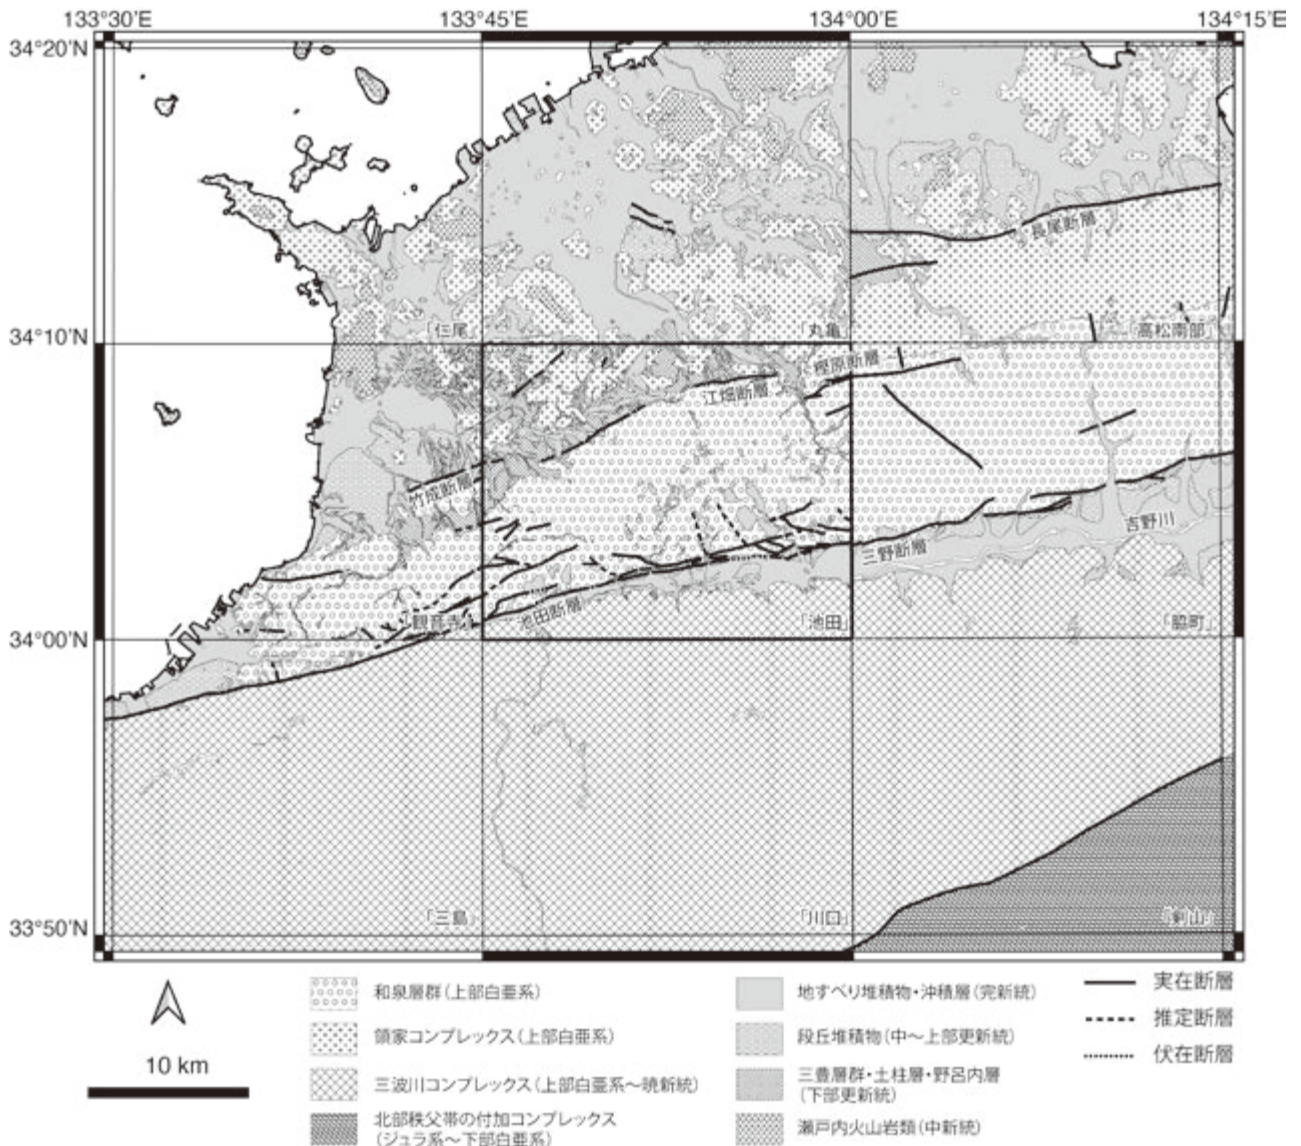 133°30'E 133°45'E 134°00'E 134°15'E
34°20'N
長尾断層
「仁尾」 「丸亀」 「高松南部」
34°10'N
樫原断層
江畑断層
竹成断層
吉野川
三野断層
池田断層
「観音寺」 「池田」 「脇町」
34°00'N
「三島」 「川口」 「剣山」
33°50'N
10 km
和泉層群(上部白亜系)
領家コンプレックス(上部白亜系)
三波川コンプレックス(上部白亜系〜暁新統)
北部秩父帯の付加コンプレックス
(ジュラ系〜下部白亜系)
地すべり堆積物・沖積層(完新統)
段丘堆積物(中〜上部更新統)
三豊層群・土柱層・野呂内層
(下部更新統)
瀬戸内火山岩類(中新統)
実在断層
推定断層
伏在断層